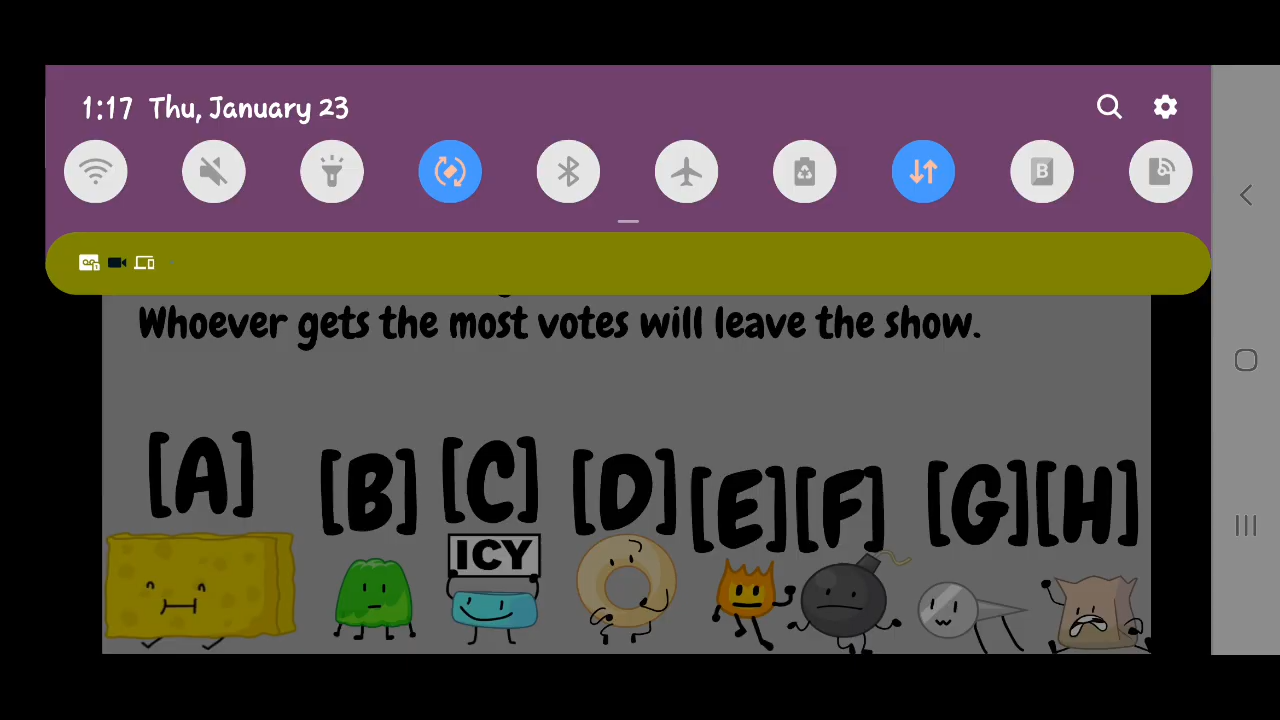 1:17 Thu, January 23
B
Whoever gets the most votes will leave the show.
[A] [B] [C] [D] [E] [F] [G] [H]
ICY